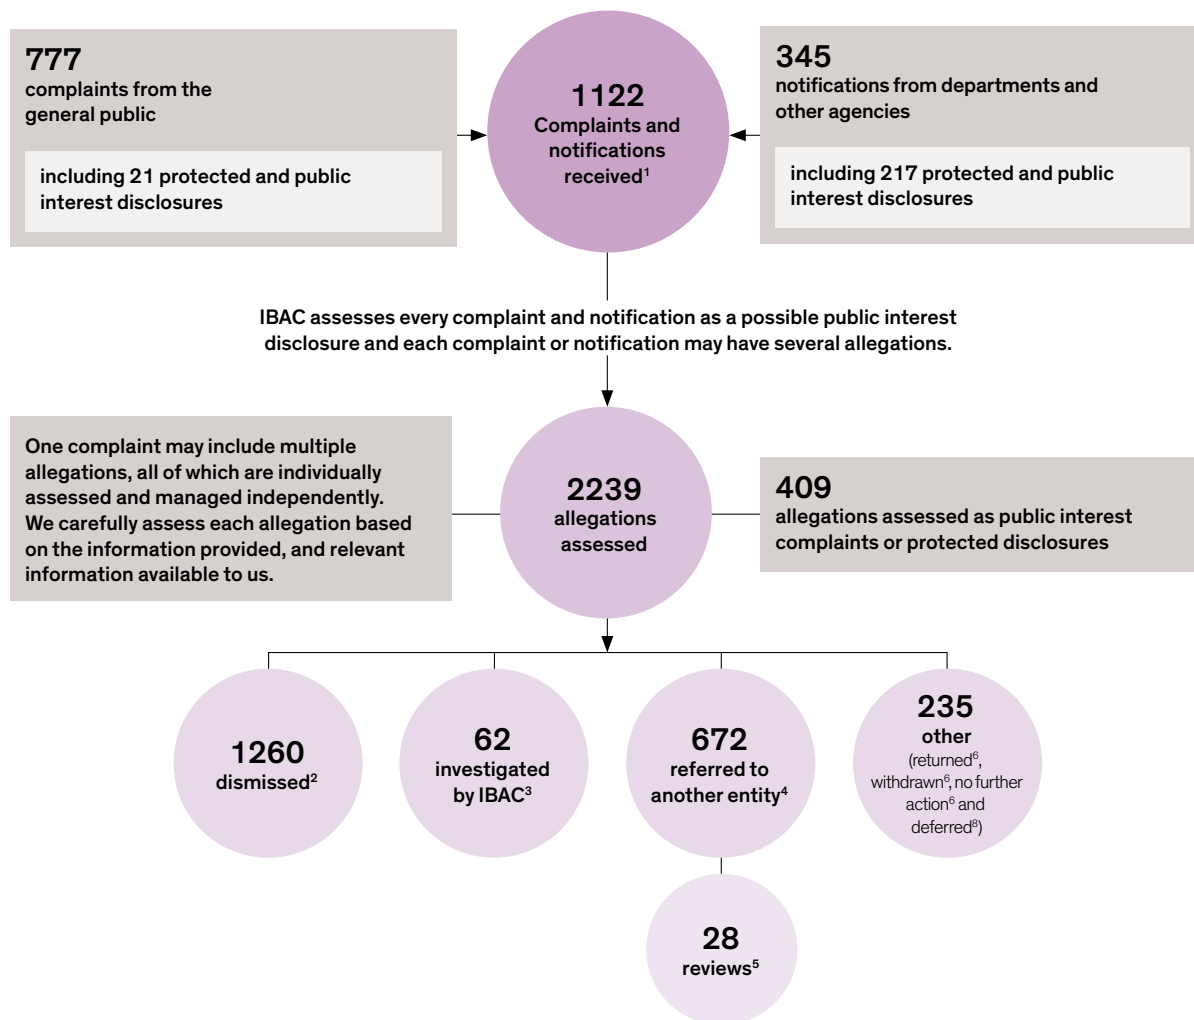 777
complaints from the
general public
including 21 protected and public
interest disclosures
1122
Complaints and
notifications
received¹
345
notifications from departments and
other agencies
including 217 protected and public
interest disclosures
IBAC assesses every complaint and notification as a possible public interest
disclosure and each complaint or notification may have several allegations.
One complaint may include multiple
allegations, all of which are individually
assessed and managed independently.
We carefully assess each allegation based
on the information provided, and relevant
information available to us.
2239
allegations
assessed
409
allegations assessed as public interest
complaints or protected disclosures
1260
dismissed²
62
investigated
by IBAC³
672
referred to
another entity⁴
235
other
(returned⁶,
withdrawn⁶, no further
action⁶ and
deferred⁸)
28
reviews⁵